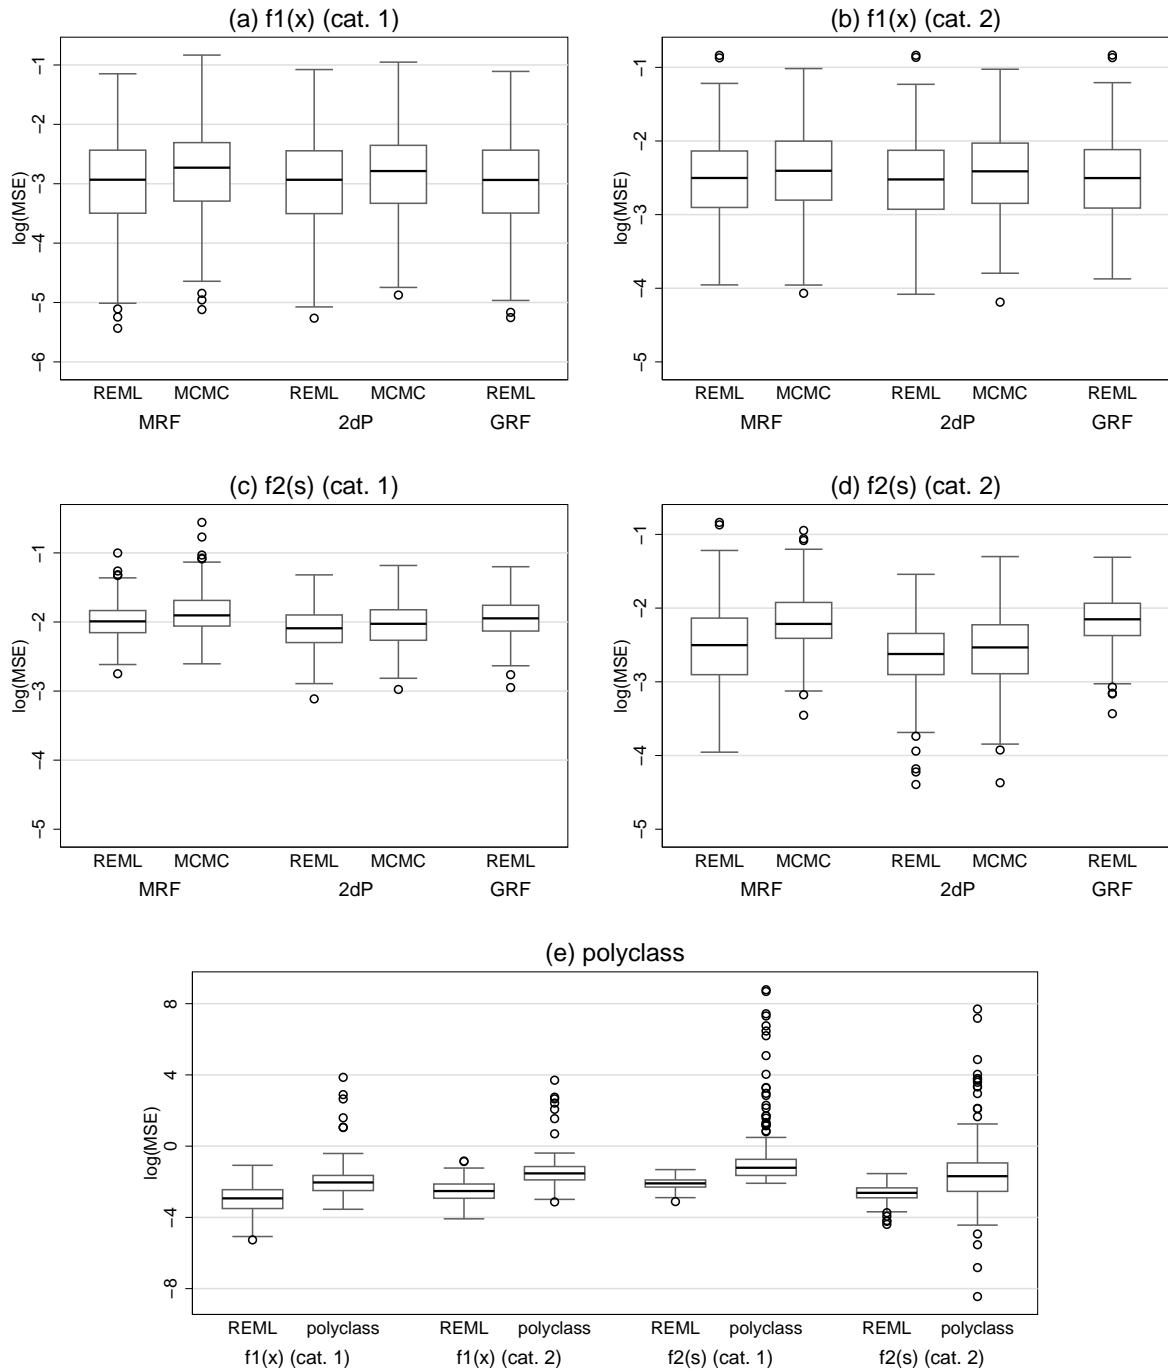 (a) f1(x) (cat. 1)
log(MSE)
−1
−2
−3
−4
−5
−6
REML MCMC REML MCMC REML
MRF 2dP GRF
(b) f1(x) (cat. 2)
log(MSE)
−1
−2
−3
−4
−5
REML MCMC REML MCMC REML
MRF 2dP GRF
(c) f2(s) (cat. 1)
log(MSE)
−1
−2
−3
−4
−5
REML MCMC REML MCMC REML
MRF 2dP GRF
(d) f2(s) (cat. 2)
log(MSE)
−1
−2
−3
−4
−5
REML MCMC REML MCMC REML
MRF 2dP GRF
(e) polyclass
log(MSE)
8
4
0
−4
−8
REML polyclass REML polyclass REML polyclass REML polyclass
f1(x) (cat. 1) f1(x) (cat. 2) f2(s) (cat. 1) f2(s) (cat. 2)